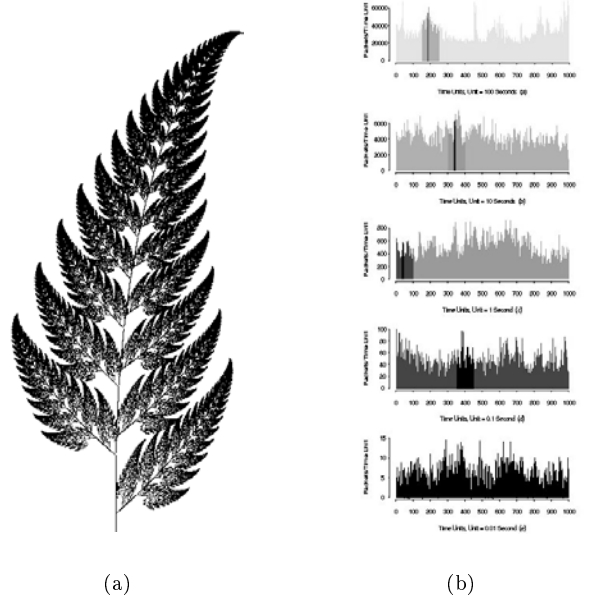 Packets/Time Unit
60000
40000
20000
0
0 100 200 300 400 500 600 700 800 900 1000
Time Units, Unit = 100 Seconds (a)
Packets/Time Unit
6000
4000
2000
0
0 100 200 300 400 500 600 700 800 900 1000
Time Units, Unit = 10 Seconds (b)
Packets/Time Unit
800
600
400
200
0
0 100 200 300 400 500 600 700 800 900 1000
Time Units, Unit = 1 Second (c)
Packets/Time Unit
100
80
60
40
20
0
0 100 200 300 400 500 600 700 800 900 1000
Time Units, Unit = 0.1 Second (d)
Packets/Time Unit
15
10
5
0
0 100 200 300 400 500 600 700 800 900 1000
Time Units, Unit = 0.01 Second (e)
(a)
(b)